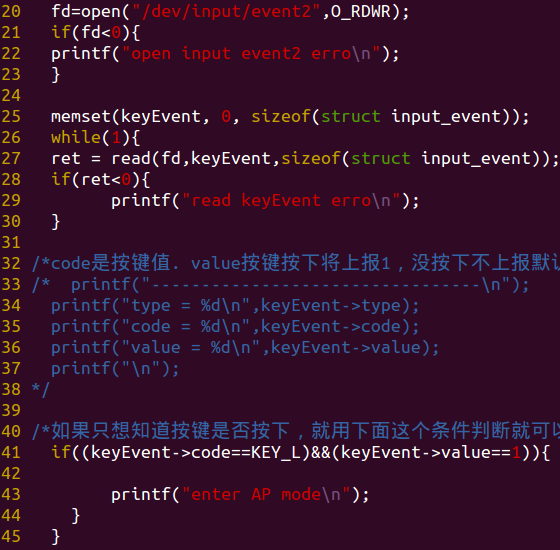 20 fd=open("/dev/input/event2",O_RDWR);
21 if(fd<0){
22 printf("open input event2 erro\n");
23 }
24
25 memset(keyEvent, 0, sizeof(struct input_event));
26 while(1){
27 ret = read(fd,keyEvent,sizeof(struct input_event));
28 if(ret<0){
29 printf("read keyEvent erro\n");
30 }
31
32 /*code是按键值. value按键按下将上报1，没按下不上报默认
33 /* printf("---------------------------------\n");
34 printf("type = %d\n",keyEvent->type);
35 printf("code = %d\n",keyEvent->code);
36 printf("value = %d\n",keyEvent->value);
37 printf("\n");
38 */
39
40 /*如果只想知道按键是否按下，就用下面这个条件判断就可以
41 if((keyEvent->code==KEY_L)&&(keyEvent->value==1)){
42
43 printf("enter AP mode\n");
44 }
45 }